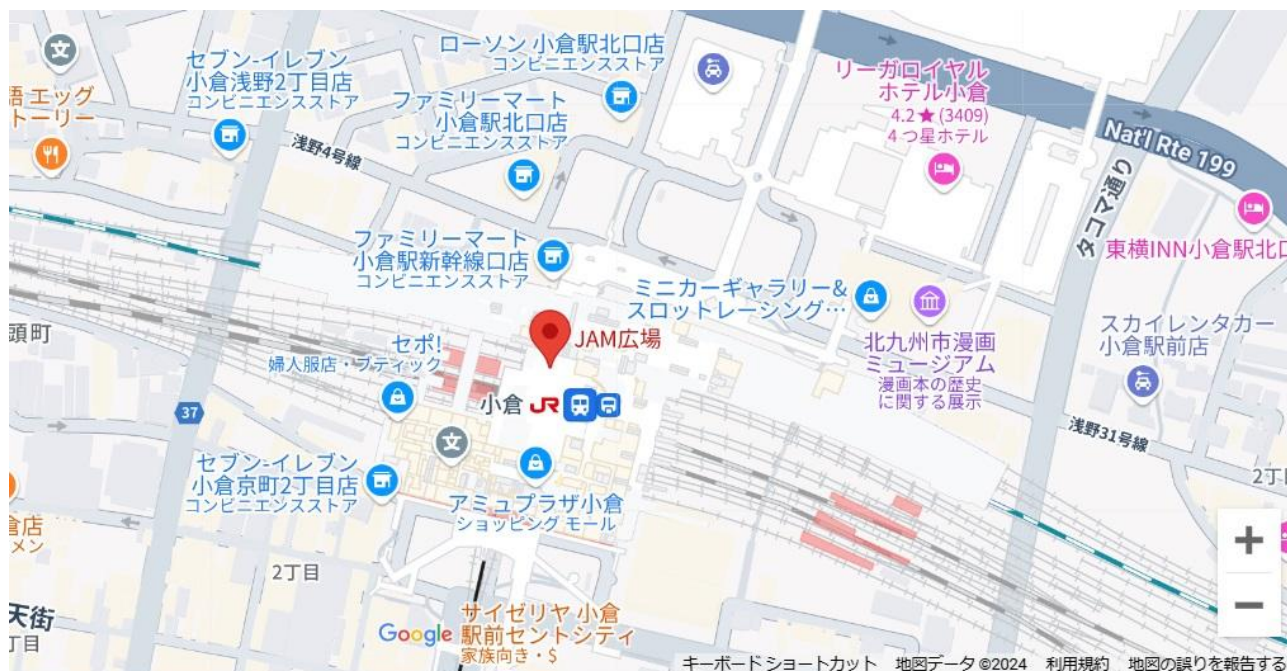 文
セブン-イレブン
小倉浅野2丁目店
コンビニエンスストア
ローソン 小倉駅北口店
コンビニエンスストア
語 エッグ
トーリー
ファミリーマート
小倉駅北口店
コンビニエンスストア
リーガロイヤル
ホテル小倉
4.2★(3409)
4 つ星ホテル
Nat'l Rte 199
浅野4号線
タコマ通り
東横INN小倉駅北口
ファミリーマート
小倉駅新幹線口店
コンビニエンスストア
ミニカーギャラリー&
スロットレーシング…
北九州市漫画
ミュージアム
漫画本の歴史
に関する展示
スカイレンタカー
小倉駅前店
頭町
JAM広場
セポ!
婦人服店・ブティック
小倉 JR
37
文
浅野31号線
セブン-イレブン
小倉京町2丁目店
コンビニエンスストア
アミュプラザ小倉
ショッピング モール
2丁
倉店
メン
2丁目
天街
丁目
サイゼリヤ 小倉
駅前セントシティ
家族向き・$
Google
+
−
キーボード ショートカット 地図データ ©2024 利用規約 地図の誤りを報告する